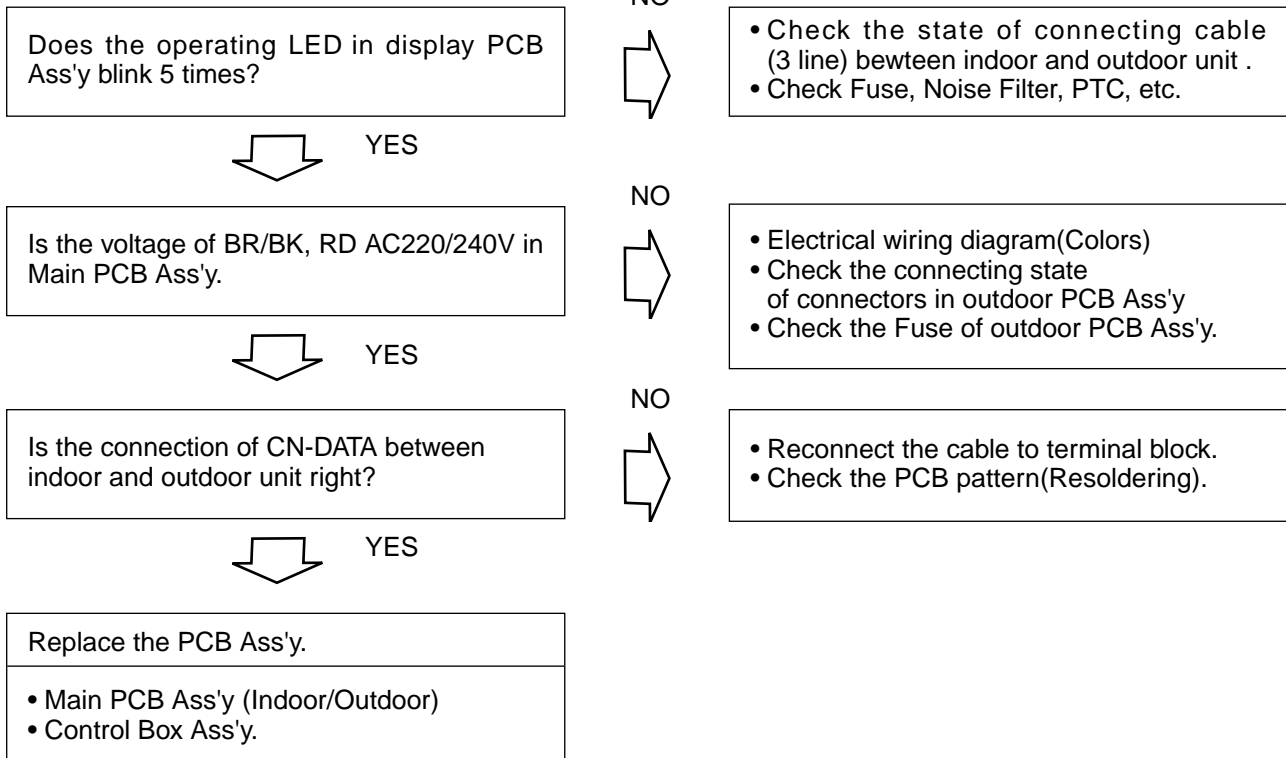 NO
Does the operating LED in display PCB
Ass'y blink 5 times?
• Check the state of connecting cable
(3 line) bewteen indoor and outdoor unit .
• Check Fuse, Noise Filter, PTC, etc.
YES
NO
Is the voltage of BR/BK, RD AC220/240V in
Main PCB Ass'y.
• Electrical wiring diagram(Colors)
• Check the connecting state
of connectors in outdoor PCB Ass'y
• Check the Fuse of outdoor PCB Ass'y.
YES
NO
Is the connection of CN-DATA between
indoor and outdoor unit right?
• Reconnect the cable to terminal block.
• Check the PCB pattern(Resoldering).
YES
Replace the PCB Ass'y.
• Main PCB Ass'y (Indoor/Outdoor)
• Control Box Ass'y.